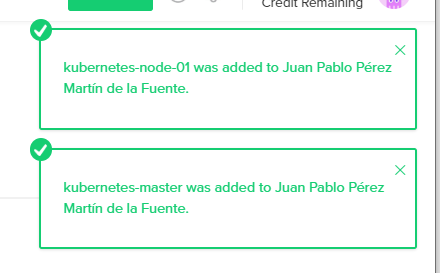 Credit Remaining
kubernetes-node-01 was added to Juan Pablo Pérez
Martín de la Fuente.
kubernetes-master was added to Juan Pablo Pérez
Martín de la Fuente.